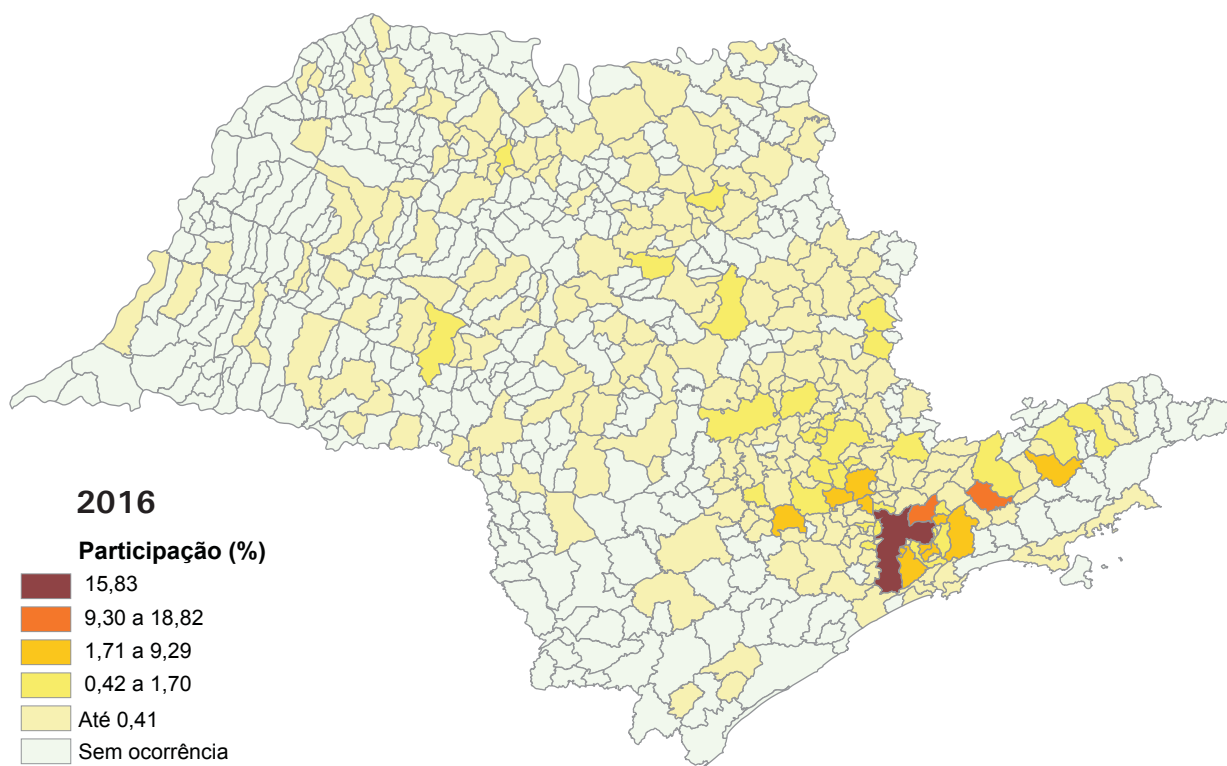 2016
Participação (%)
15,83
9,30 a 18,82
1,71 a 9,29
0,42 a 1,70
Até 0,41
Sem ocorrência